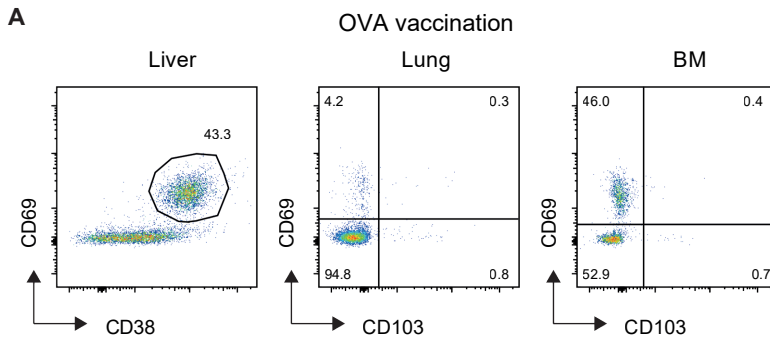 A
OVA vaccination
Liver
Lung
BM
43.3
4.2
0.3
46.0
0.4
94.8
0.8
52.9
0.7
CD69
CD69
CD69
CD38
CD103
CD103